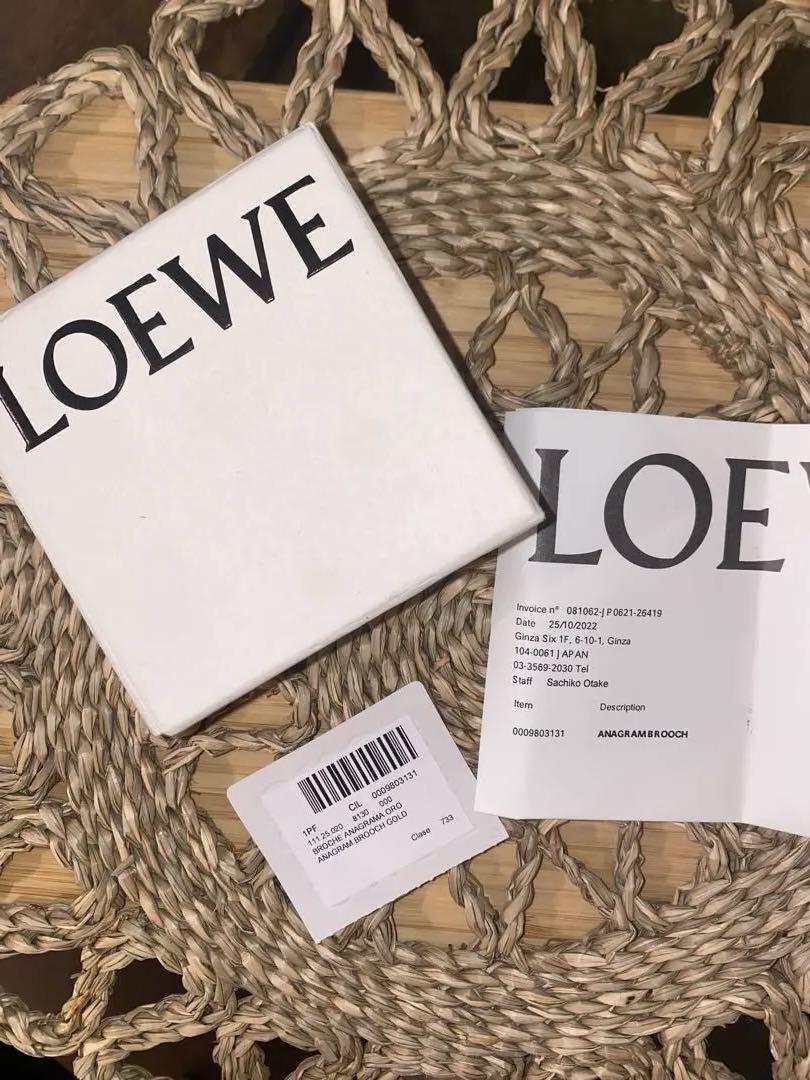 LOEWE
LOE
Invoice n° 081062-JP0621-26419
Date 25/10/2022
Ginza Six 1F, 6-10-1, Ginza
104-0061 JAPAN
03-3569-2030 Tel
Staff Sachiko Otake
Item Description
0009803131 ANAGRAM BROOCH
1PF CIL 0009803131
111.25.020 8130 000
BROCHE ANAGRAMA ORO
ANAGRAM BROOCH GOLD
Clase 733